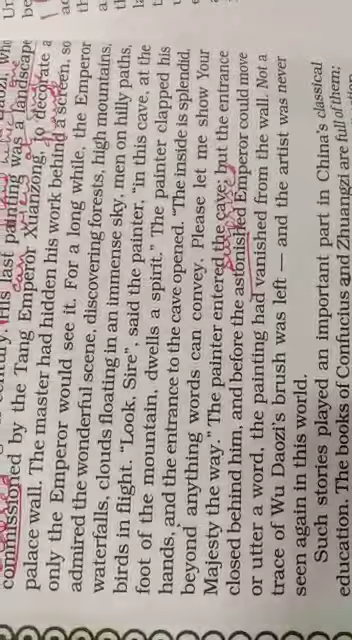 century. His last painting was a landscape
commissioned by the Tang Emperor Xuanzong, to decorate a
palace wall. The master had hidden his work behind a screen, so
only the Emperor would see it. For a long while, the Emperor
admired the wonderful scene, discovering forests, high mountains,
waterfalls, clouds floating in an immense sky, men on hilly paths,
birds in flight. “Look, Sire”, said the painter, “in this cave, at the
foot of the mountain, dwells a spirit.” The painter clapped his
hands, and the entrance to the cave opened. “The inside is splendid,
beyond anything words can convey. Please let me show Your
Majesty the way.” The painter entered the cave; but the entrance
surprised
closed behind him, and before the astonished Emperor could move
or utter a word, the painting had vanished from the wall. Not a
trace of Wu Daozi's brush was left — and the artist was never
seen again in this world.
Such stories played an important part in China's classical
education. The books of Confucius and Zhuangzi are full of them;